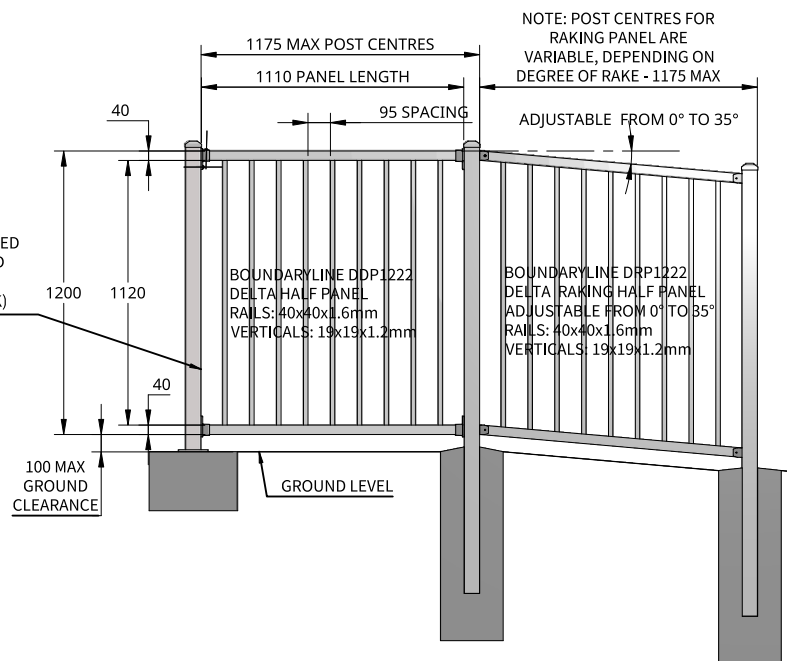 NOTE: POST CENTRES FOR
RAKING PANEL ARE
VARIABLE, DEPENDING ON
DEGREE OF RAKE - 1175 MAX
1175 MAX POST CENTRES
1110 PANEL LENGTH
40
95 SPACING
ADJUSTABLE FROM 0° TO 35°
1200
1120
BOUNDARYLINE DDP1222
DELTA HALF PANEL
RAILS: 40x40x1.6mm
VERTICALS: 19x19x1.2mm
BOUNDARYLINE DRP1222
DELTA RAKING HALF PANEL
ADJUSTABLE FROM 0° TO 35°
RAILS: 40x40x1.6mm
VERTICALS: 19x19x1.2mm
40
100 MAX
GROUND
CLEARANCE
GROUND LEVEL